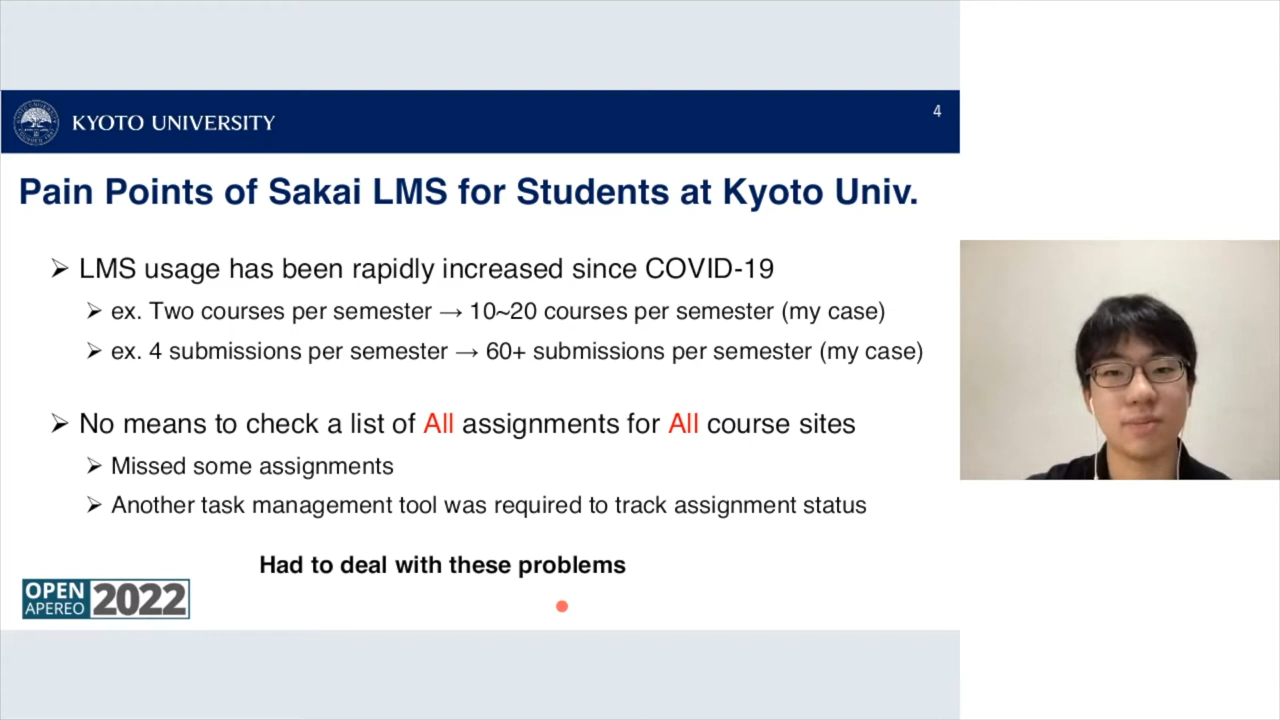 KYOTO UNIVERSITY
4
Pain Points of Sakai LMS for Students at Kyoto Univ.
➢ LMS usage has been rapidly increased since COVID-19
➢ ex. Two courses per semester → 10~20 courses per semester (my case)
➢ ex. 4 submissions per semester → 60+ submissions per semester (my case)
➢ No means to check a list of All assignments for All course sites
➢ Missed some assignments
➢ Another task management tool was required to track assignment status
Had to deal with these problems
OPEN
APEREO
2022